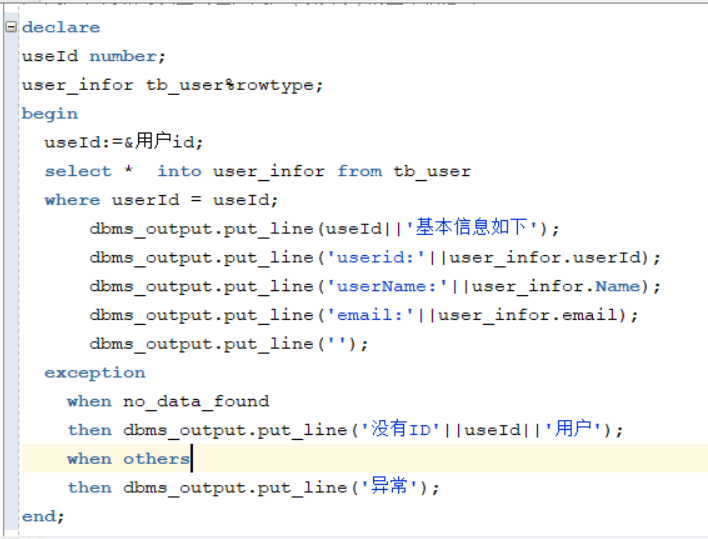 declare
useId number;
user_infor tb_user%rowtype;
begin
  useId:=&用户id;
  select *  into user_infor from tb_user
  where userId = useId;
      dbms_output.put_line(useId||'基本信息如下');
      dbms_output.put_line('userid:'||user_infor.userId);
      dbms_output.put_line('userName:'||user_infor.Name);
      dbms_output.put_line('email:'||user_infor.email);
      dbms_output.put_line('');
  exception
    when no_data_found
    then dbms_output.put_line('没有ID'||useId||'用户');
    when others
    then dbms_output.put_line('异常');
end;